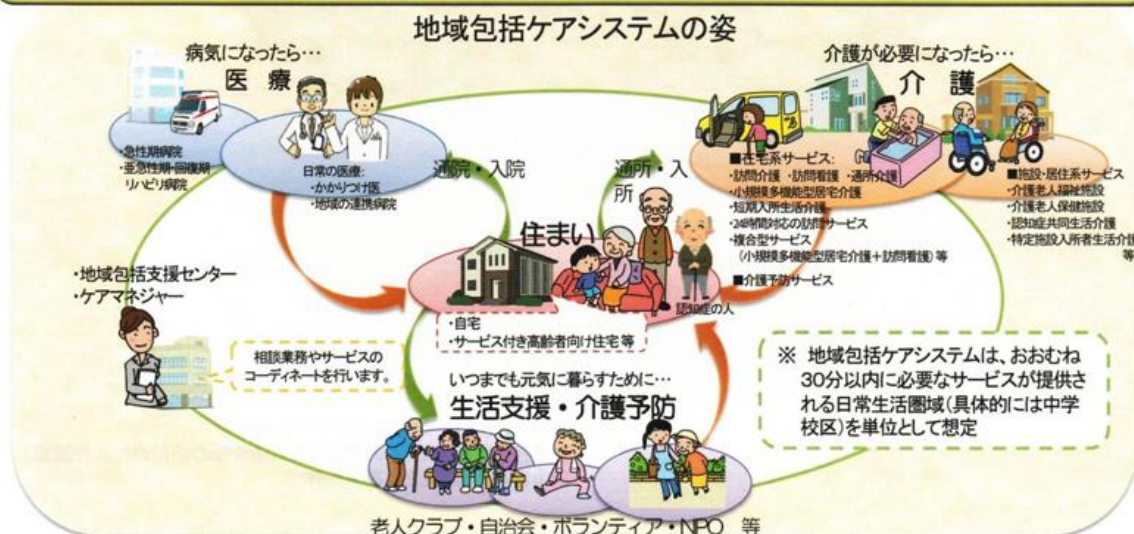 地域包括ケアシステムの姿
病気になったら…
医 療
・急性期病院
・亜急性期・回復期
リハビリ病院
日常の医療:
・かかりつけ医
・地域の連携病院
通院・入院
通所・入
所
介護が必要になったら…
介 護
■在宅系サービス:
・訪問介護 ・訪問看護 ・通所介護
・小規模多機能型居宅介護
・短期入所生活介護
・24時間対応の訪問サービス
・複合型サービス
(小規模多機能型居宅介護+訪問看護)等
■介護予防サービス
■施設・居住系サービス
・介護老人福祉施設
・介護老人保健施設
・認知症共同生活介護
・特定施設入所者生活介護
等
住まい
認知症の人
・自宅
・サービス付き高齢者向け住宅 等
・地域包括支援センター
・ケアマネジャー
相談業務やサービスの
コーディネートを行います。
いつまでも元気に暮らすために…
生活支援・介護予防
老人クラブ・自治会・ボランティア・NPO 等
※ 地域包括ケアシステムは、おおむね
30分以内に必要なサービスが提供さ
れる日常生活圏域(具体的には中学
校区)を単位として想定